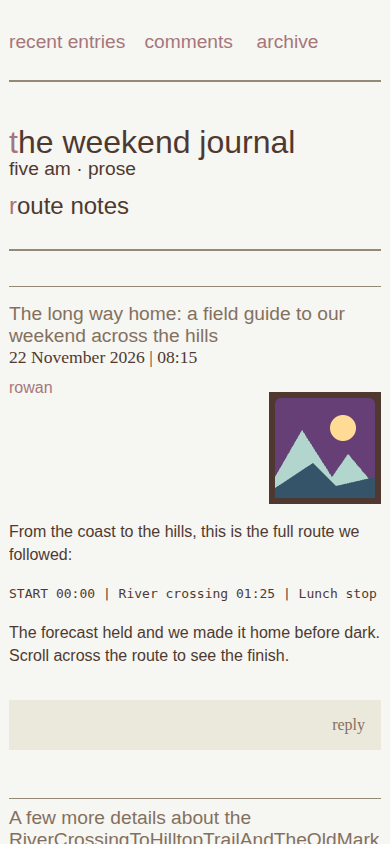 recent entries comments archive
the weekend journal
five am · prose
route notes
The long way home: a field guide to our
weekend across the hills
22 November 2026 | 08:15
rowan
From the coast to the hills, this is the full route we
followed:
START 00:00 | River crossing 01:25 | Lunch stop
The forecast held and we made it home before dark.
Scroll across the route to see the finish.
reply
A few more details about the
RiverCrossingToHilltopTrailAndTheOldMark